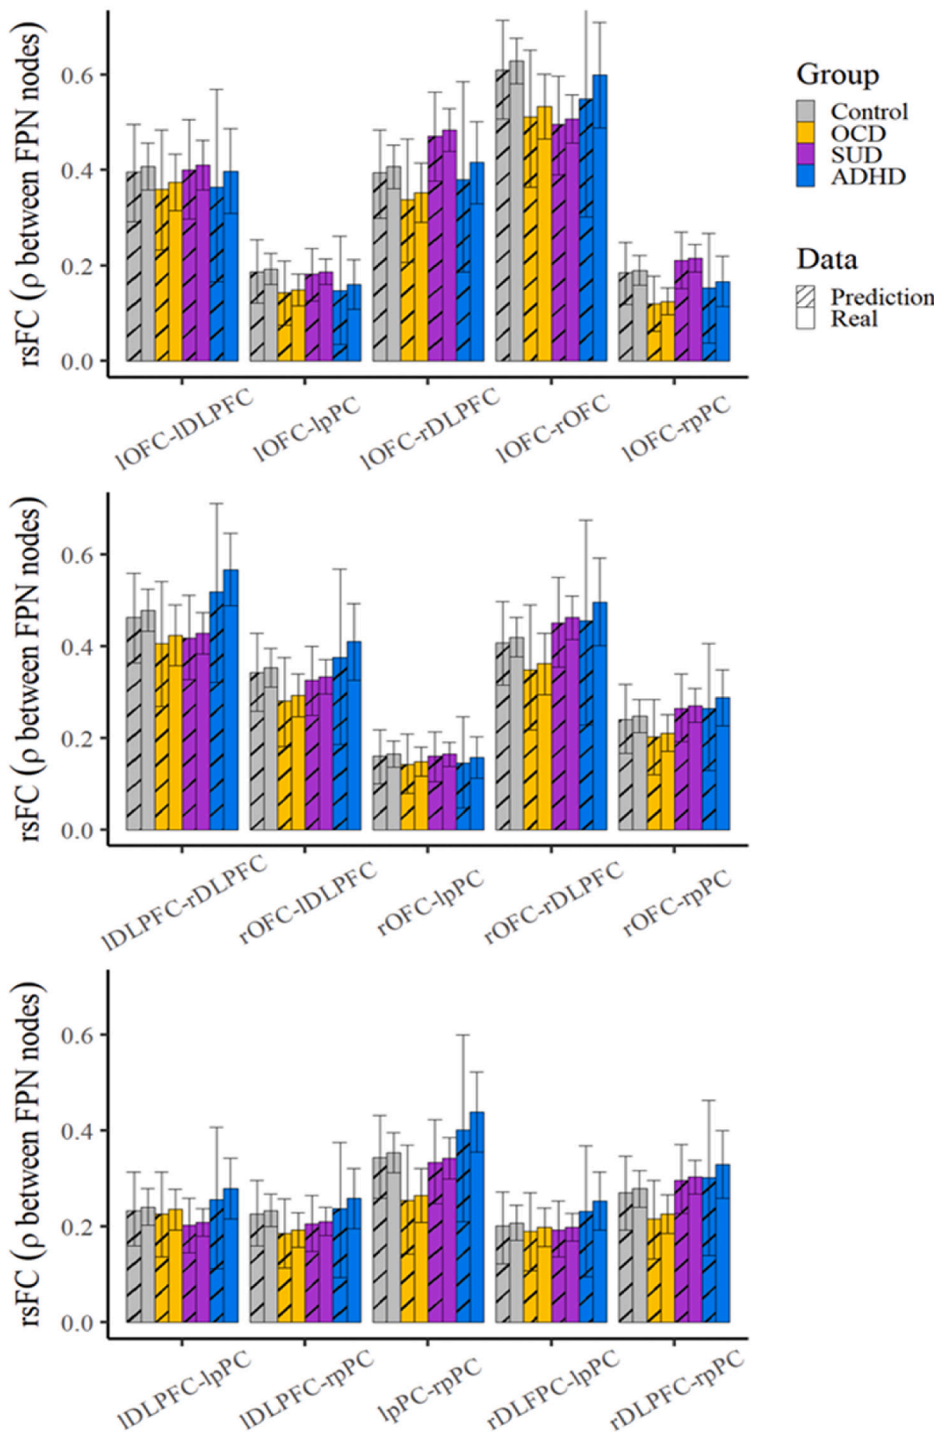 rsFC (ρ between FPN nodes)
0.6
0.4
0.2
0.0
lOFC-lDLPFC
lOFC-lpPC
lOFC-rDLPFC
lOFC-rOFC
lOFC-rpPC
Group
Control
OCD
SUD
ADHD
Data
Prediction
Real
rsFC (ρ between FPN nodes)
0.6
0.4
0.2
0.0
lDLPFC-rDLPFC
rOFC-lDLPFC
rOFC-lpPC
rOFC-rDLPFC
rOFC-rpPC
rsFC (ρ between FPN nodes)
0.6
0.4
0.2
0.0
lDLPFC-lpPC
lDLPFC-rpPC
lpPC-rpPC
rDLFPC-lpPC
rDLPFC-rpPC